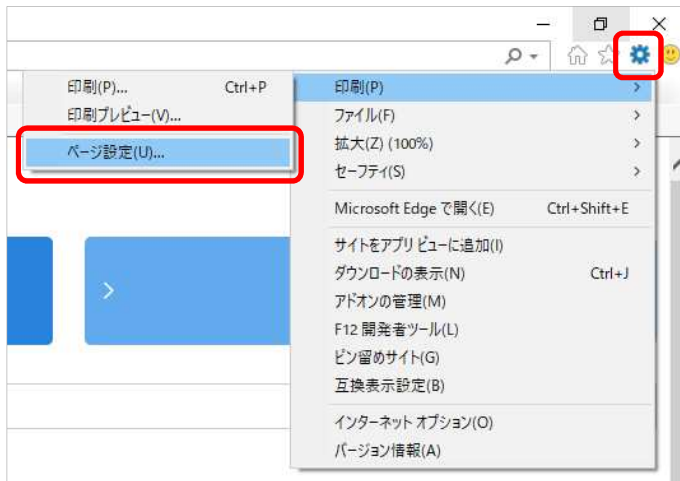 印刷(P)... Ctrl+P
印刷プレビュー(V)...
ページ設定(U)...
印刷(P)
ファイル(F)
拡大(Z) (100%)
セーフティ(S)
Microsoft Edge で開く(E) Ctrl+Shift+E
サイトをアプリ ビューに追加(I)
ダウンロードの表示(N) Ctrl+J
アドオンの管理(M)
F12 開発者ツール(L)
ピン留めサイト(G)
互換表示設定(B)
インターネット オプション(O)
バージョン情報(A)